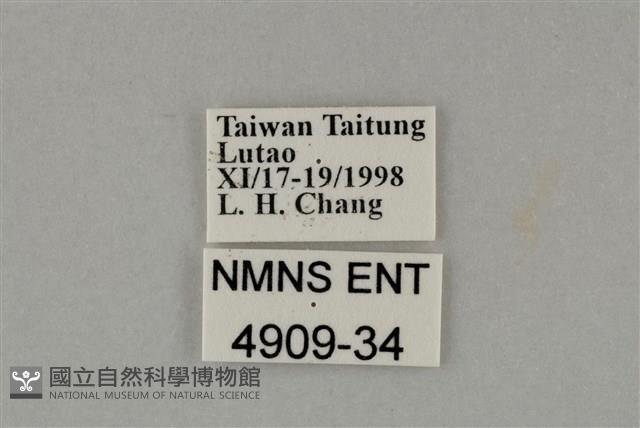 Taiwan Taitung
Lutao
XI/17-19/1998
L. H. Chang
NMNS ENT
4909-34
國立自然科學博物館
NATIONAL MUSEUM OF NATURAL SCIENCE